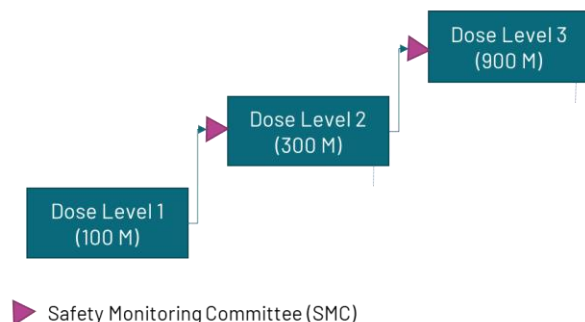 Dose Level 3
(900 M)
Dose Level 2
(300 M)
Dose Level 1
(100 M)
Safety Monitoring Committee (SMC)